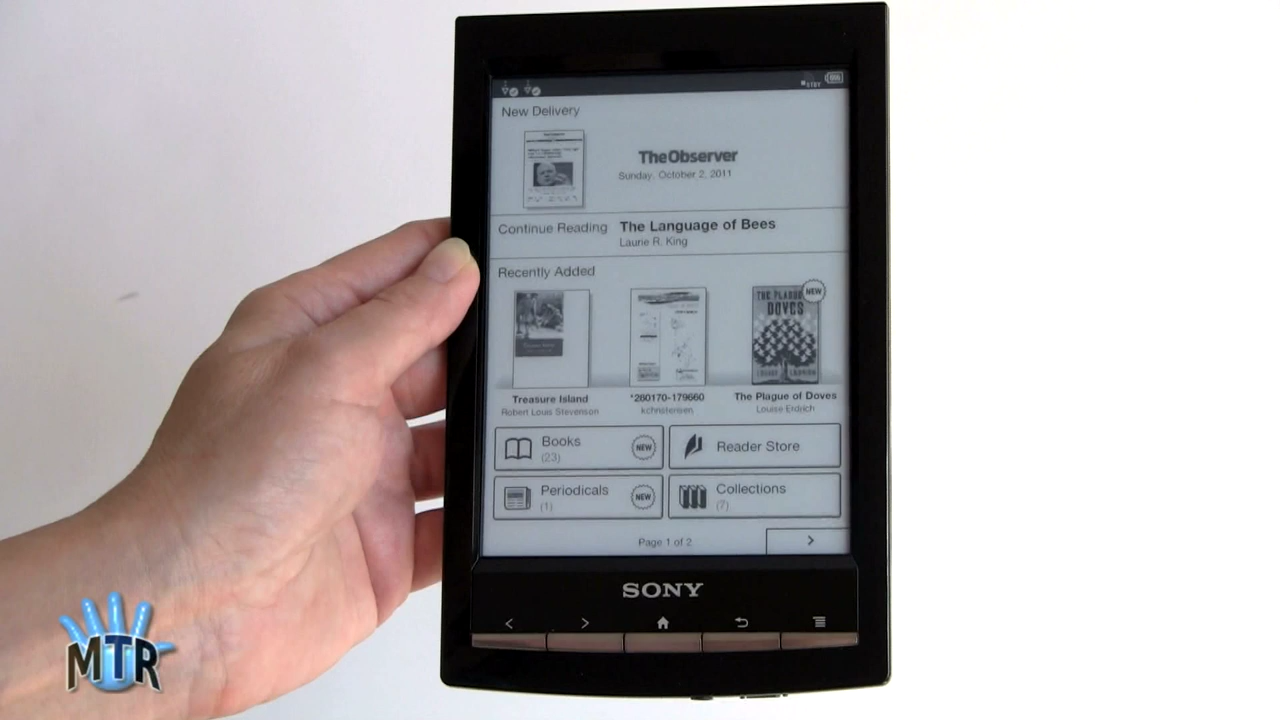 STBY
New Delivery
TheObserver
Sunday, October 2, 2011
Continue Reading
The Language of Bees
Laurie R. King
Recently Added
NEW
THE PLAGUE
DOVES
Treasure Island
Robert Louis Stevenson
*280170-179660
kchristensen
The Plague of Doves
Louise Erdrich
Books
(23)
NEW
Reader Store
Periodicals
(1)
NEW
Collections
(7)
Page 1 of 2
SONY
MTR